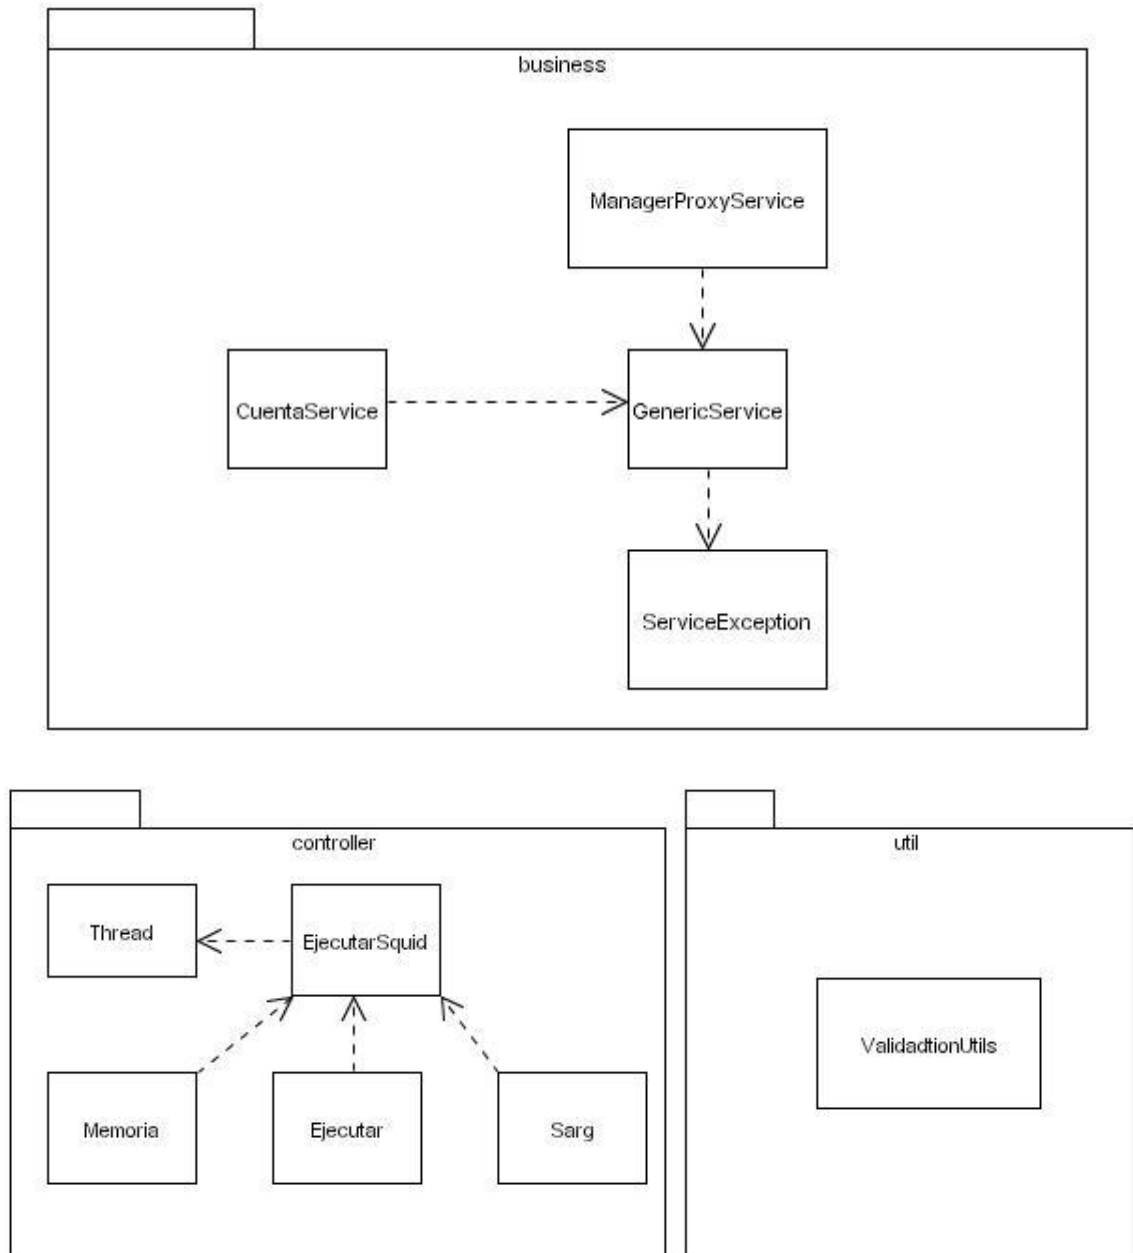 business
ManagerProxyService
CuentaService
GenericService
ServiceException
controller
Thread
EjecutarSquid
Memoria
Ejecutar
Sarg
util
ValidadtionUtils